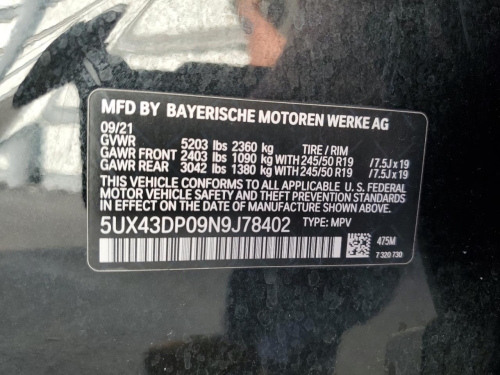 MFD BY BAYERISCHE MOTOREN WERKE AG
09/21
GVWR 5203 lbs 2360 kg TIRE / RIM
GAWR FRONT 2403 lbs 1090 kg WITH 245/50 R19 / 7.5J x 19
GAWR REAR 3042 lbs 1380 kg WITH 245/50 R19 / 7.5J x 19
THIS VEHICLE CONFORMS TO ALL APPLICABLE U.S. FEDERAL MOTOR
VEHICLE SAFETY AND THEFT PREVENTION STANDARDS
IN EFFECT ON THE DATE OF MANUFACTURE SHOWN ABOVE.
5UX43DP09N9J78402 TYPE: MPV
475M
7 320 730